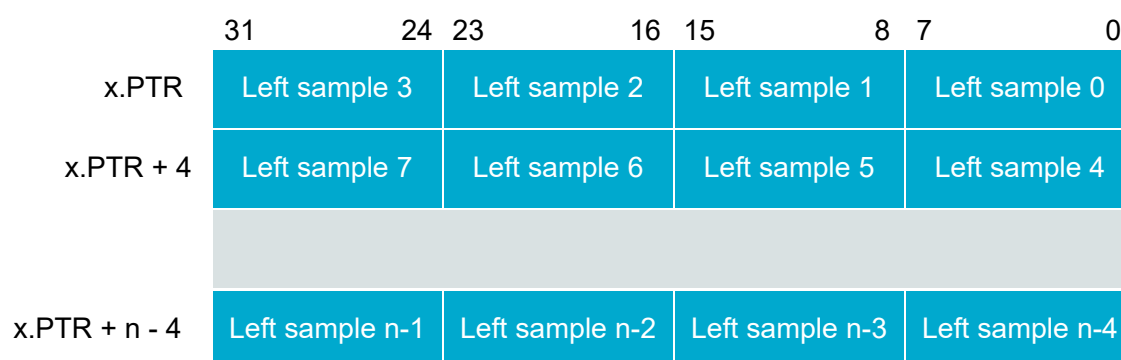 31 24 23 16 15 8 7 0
x.PTR Left sample 3 Left sample 2 Left sample 1 Left sample 0
x.PTR + 4 Left sample 7 Left sample 6 Left sample 5 Left sample 4
x.PTR + n - 4 Left sample n-1 Left sample n-2 Left sample n-3 Left sample n-4